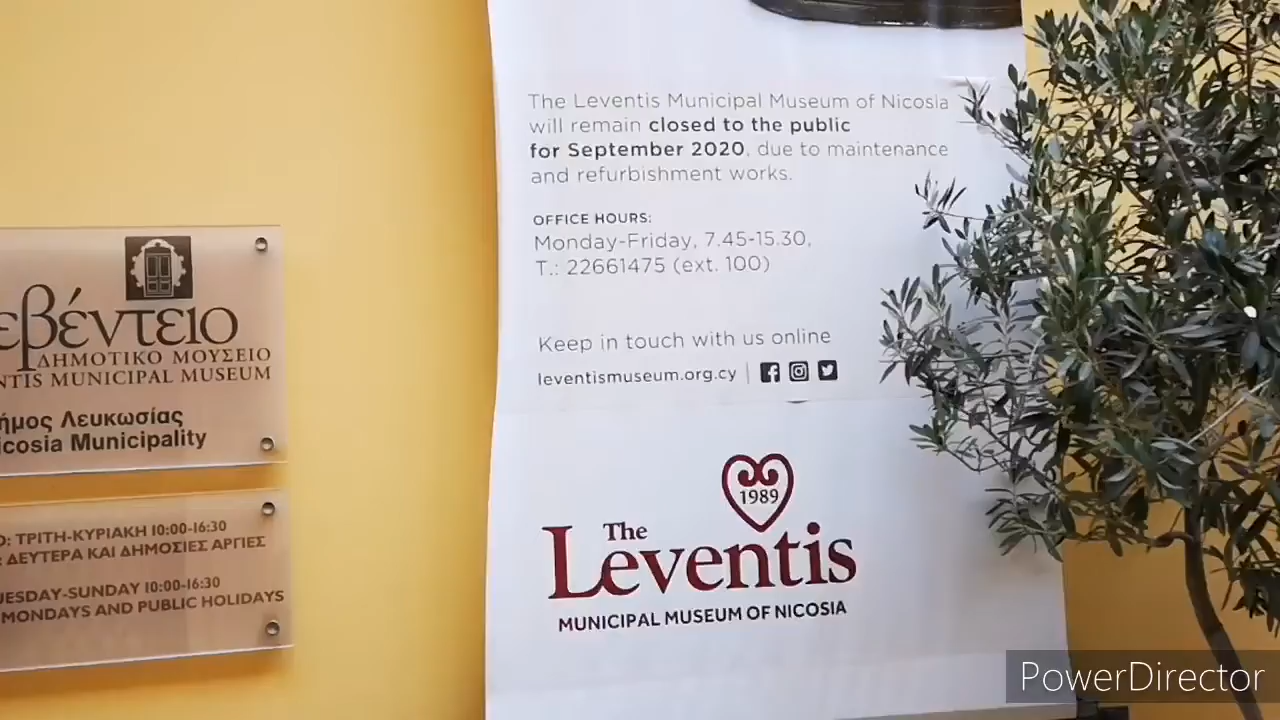 εβέντειο
ΔΗΜΟΤΙΚΟ ΜΟΥΣΕΙΟ
MUNICIPAL MUSEUM
Λευκωσίας
Municipality
ΤΡΙΤΗ-ΚΥΡΙΑΚΗ 10:00-16:30
ΔΕΥΤΕΡΑ ΚΑΙ ΔΗΜΟΣΙΕΣ ΑΡΓΙΕΣ
UESDAY-SUNDAY 10:00-16:30
MONDAYS AND PUBLIC HOLIDAYS
The Leventis Municipal Museum of Nicosia
will remain closed to the public
for September 2020, due to maintenance
and refurbishment works.
OFFICE HOURS:
Monday-Friday, 7.45-15.30,
T.: 22661475 (ext. 100)
Keep in touch with us online
leventismuseum.org.cy
1989
The
Leventis
MUNICIPAL MUSEUM OF NICOSIA
PowerDirector